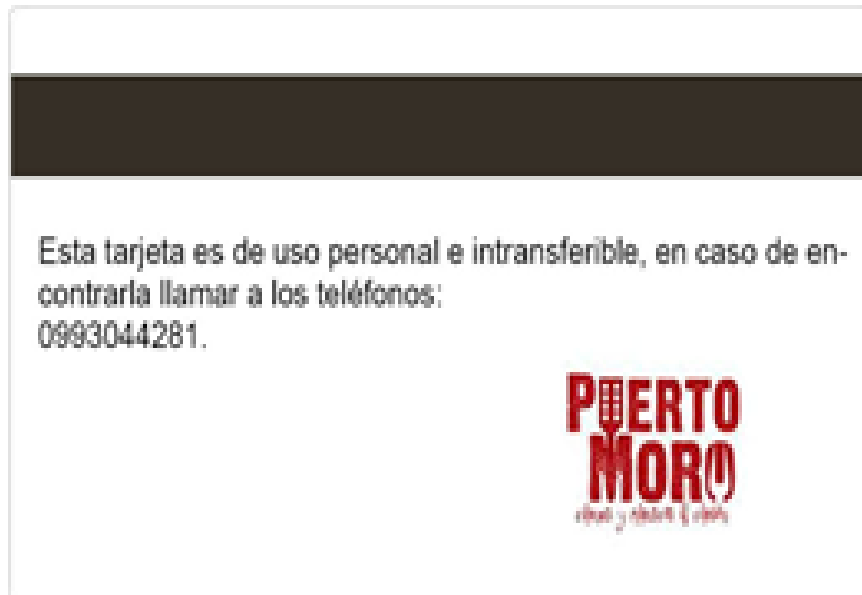 Esta tarjeta es de uso personal e intransferible, en caso de en-
contrarla llamar a los teléfonos:
0993044281.
PUERTO
MORO